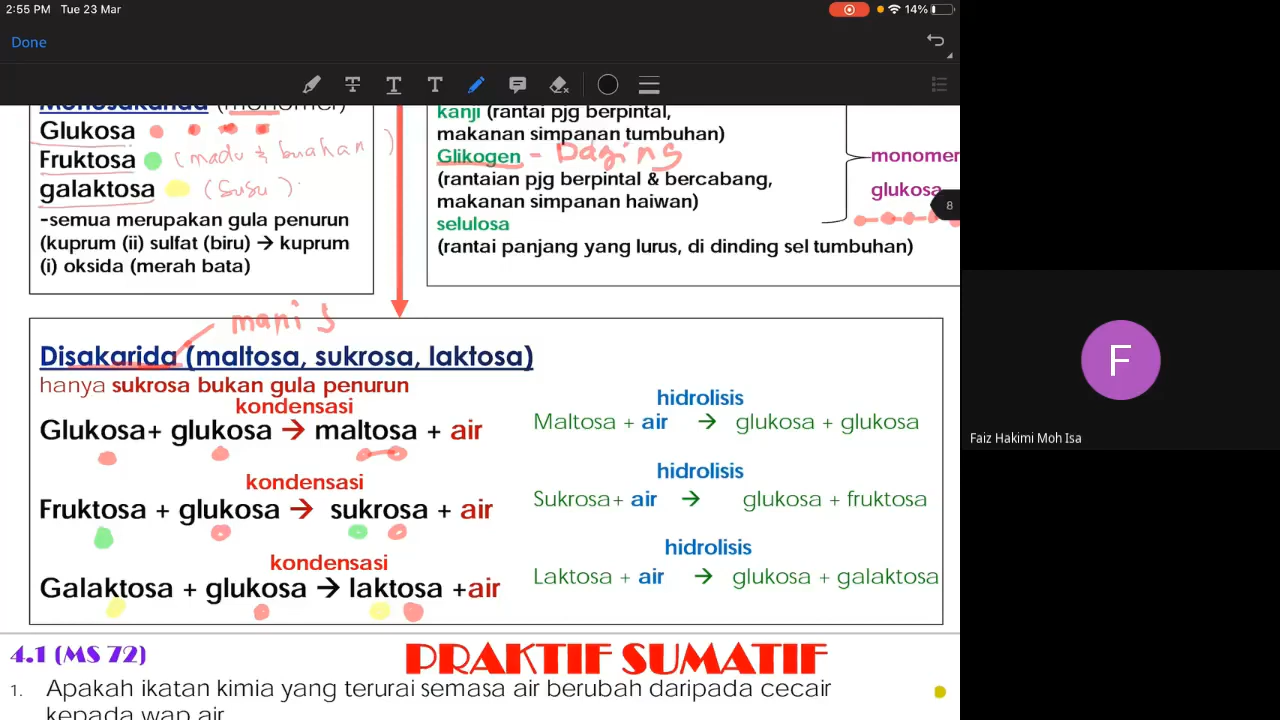 2:55 PM Tue 23 Mar
14%
Done
Monosakarida (monomer)
Glukosa
Fruktosa (madu & buahan)
galaktosa (susu)
-semua merupakan gula penurun
(kuprum (ii) sulfat (biru) → kuprum
(i) oksida (merah bata)
kanji (rantai pjg berpintal,
makanan simpanan tumbuhan)
Glikogen - Daging
(rantaian pjg berpintal & bercabang,
makanan simpanan haiwan)
selulosa
(rantai panjang yang lurus, di dinding sel tumbuhan)
monomer
glukosa
8
manis
Disakarida (maltosa, sukrosa, laktosa)
hanya sukrosa bukan gula penurun
kondensasi
Glukosa+ glukosa → maltosa + air
kondensasi
Fruktosa + glukosa → sukrosa + air
kondensasi
Galaktosa + glukosa → laktosa +air
hidrolisis
Maltosa + air → glukosa + glukosa
hidrolisis
Sukrosa+ air → glukosa + fruktosa
hidrolisis
Laktosa + air → glukosa + galaktosa
4.1 (MS 72)
PRAKTIF SUMATIF
1. Apakah ikatan kimia yang terurai semasa air berubah daripada cecair
kepada wap air
F
Faiz Hakimi Moh Isa